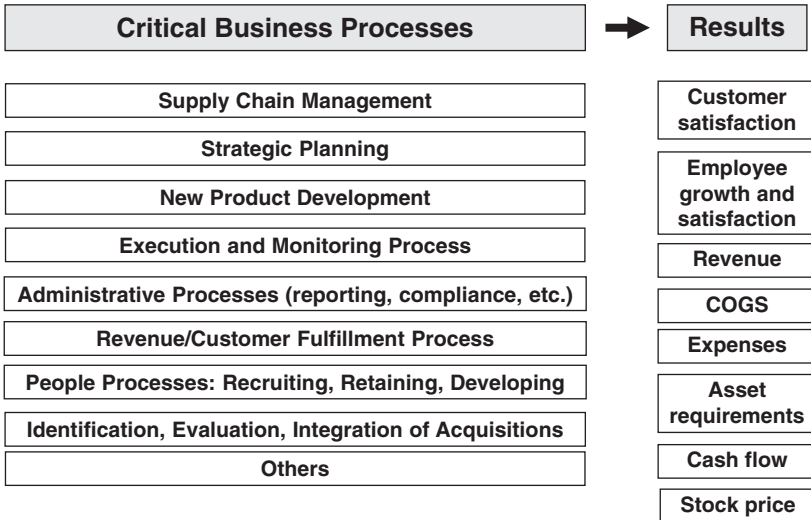 Critical Business Processes
Supply Chain Management
Strategic Planning
New Product Development
Execution and Monitoring Process
Administrative Processes (reporting, compliance, etc.)
Revenue/Customer Fulfillment Process
People Processes: Recruiting, Retaining, Developing
Identification, Evaluation, Integration of Acquisitions
Others
Results
Customer
satisfaction
Employee
growth and
satisfaction
Revenue
COGS
Expenses
Asset
requirements
Cash flow
Stock price